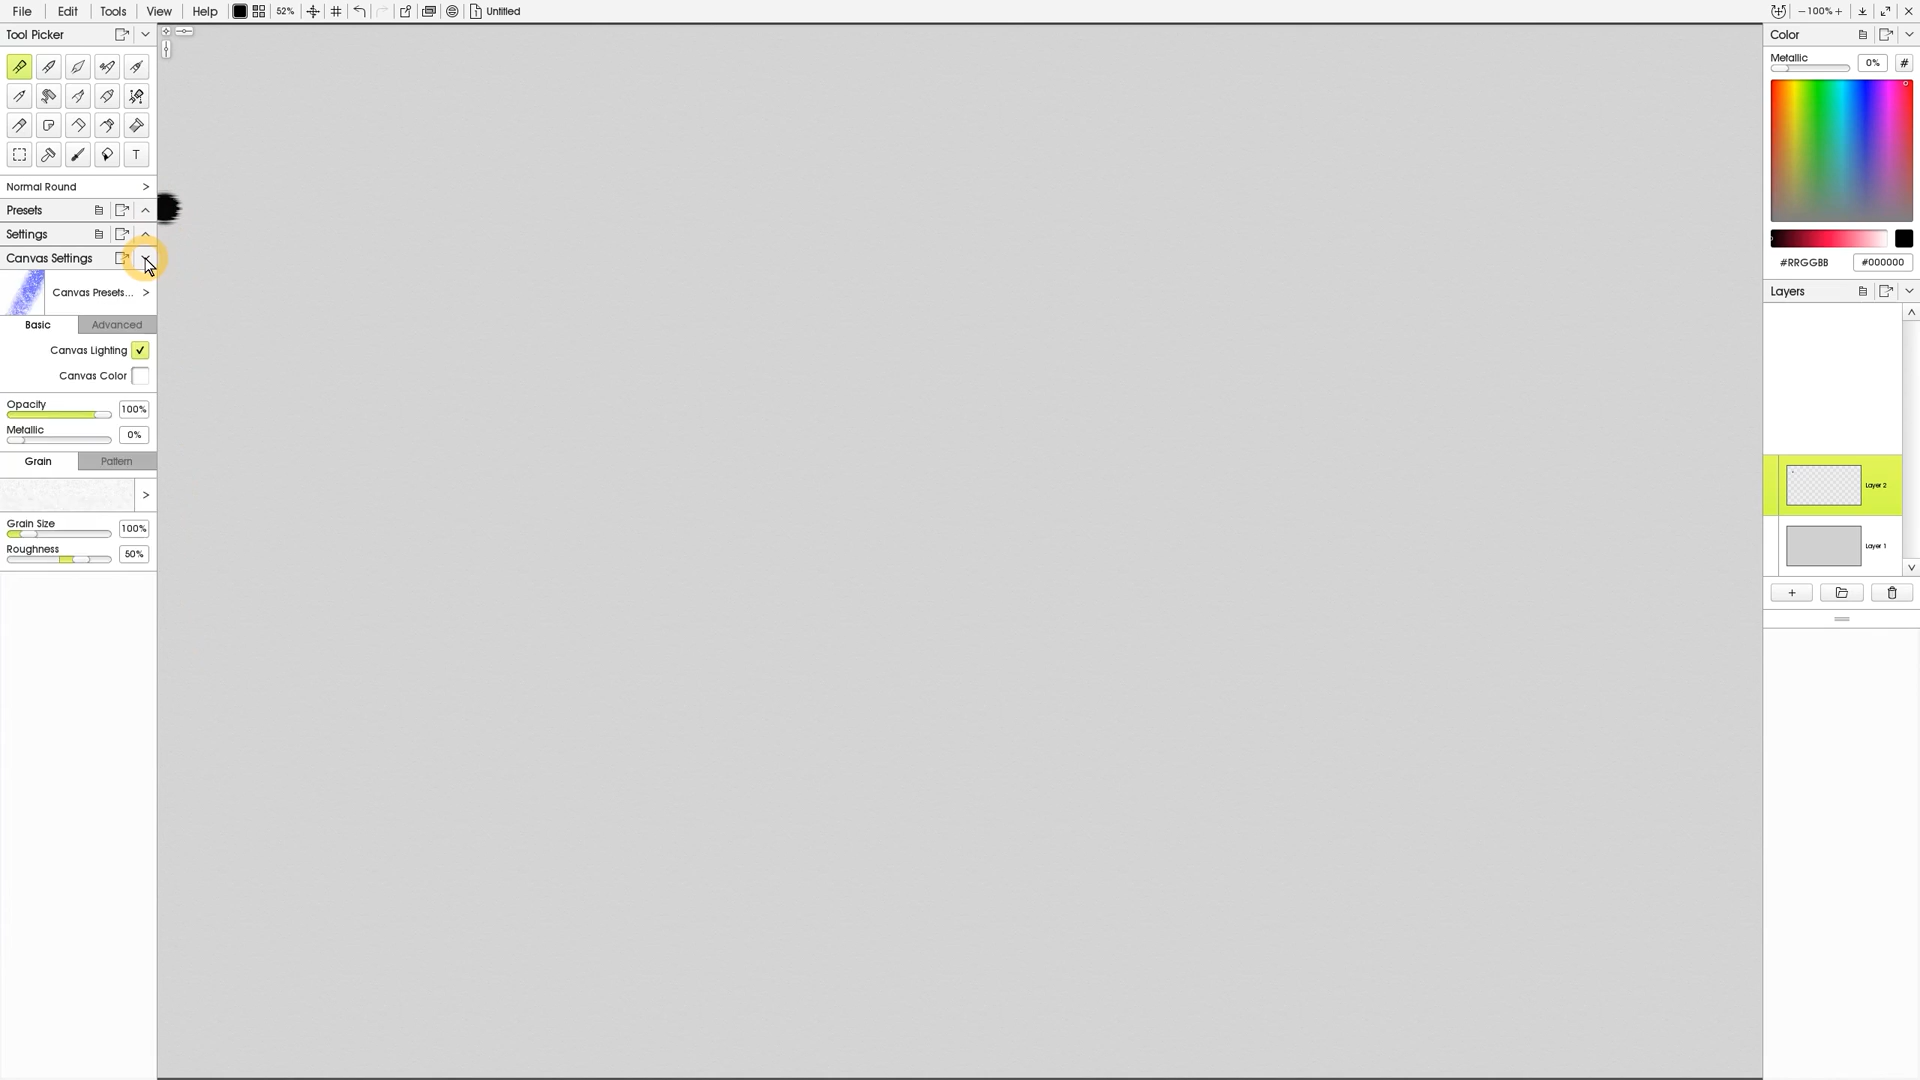 File Edit Tools View Help 52% Untitled - 100% +
Tool Picker
Normal Round >
Presets
Settings
Canvas Settings
Canvas Presets... >
Basic Advanced
Canvas Lighting
Canvas Color
Opacity 100%
Metallic 0%
Grain Pattern
>
Grain Size 100%
Roughness 50%
T
Color
Metallic 0% #
#RRGGBB #000000
Layers
Layer 2
Layer 1
+